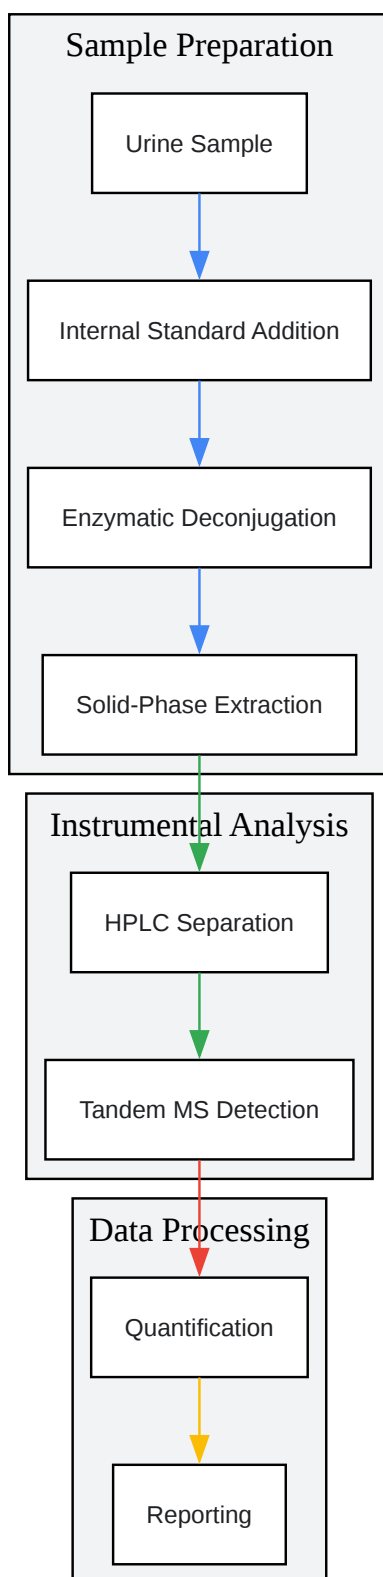 Sample Preparation
Urine Sample
Internal Standard Addition
Enzymatic Deconjugation
Solid-Phase Extraction
Instrumental Analysis
HPLC Separation
Tandem MS Detection
Data Processing
Quantification
Reporting